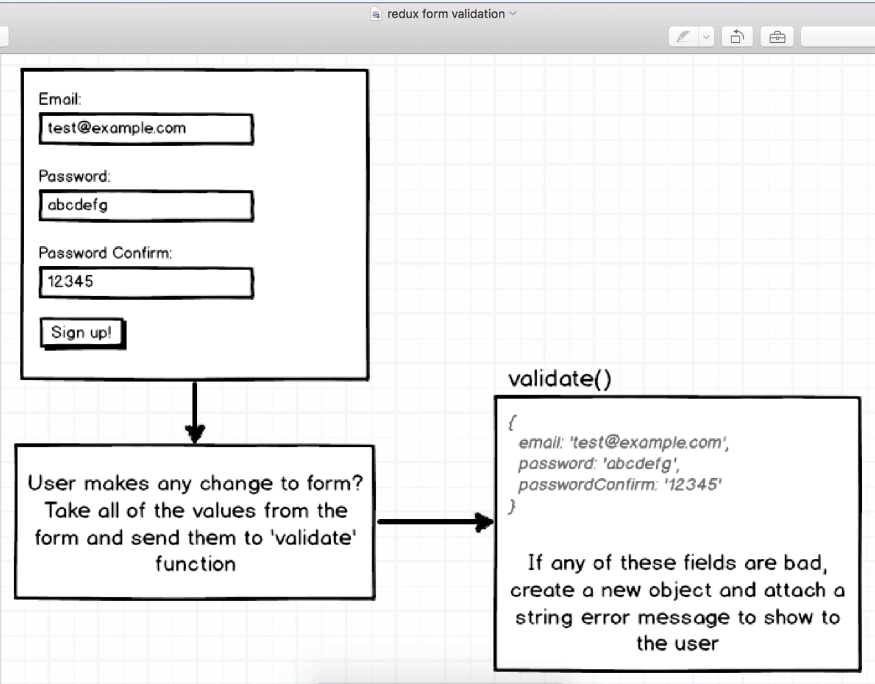 redux form validation
Email:
test@example.com
Password:
abcdefg
Password Confirm:
12345
Sign up!
User makes any change to form?
Take all of the values from the
form and send them to 'validate'
function
validate()
{
email: 'test@example.com',
password: 'abcdefg',
passwordConfirm: '12345'
}
If any of these fields are bad,
create a new object and attach a
string error message to show to
the user